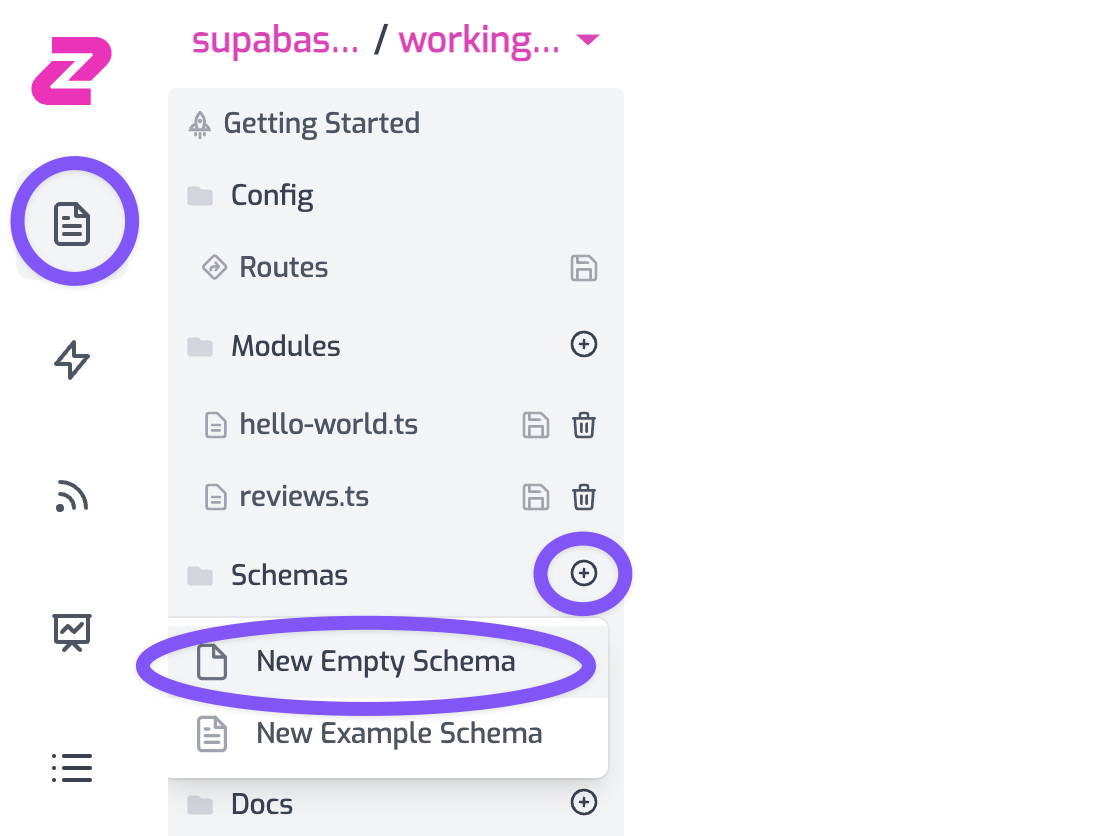 supabas... / working...
Getting Started
Config
Routes
Modules
hello-world.ts
reviews.ts
Schemas
New Empty Schema
New Example Schema
Docs